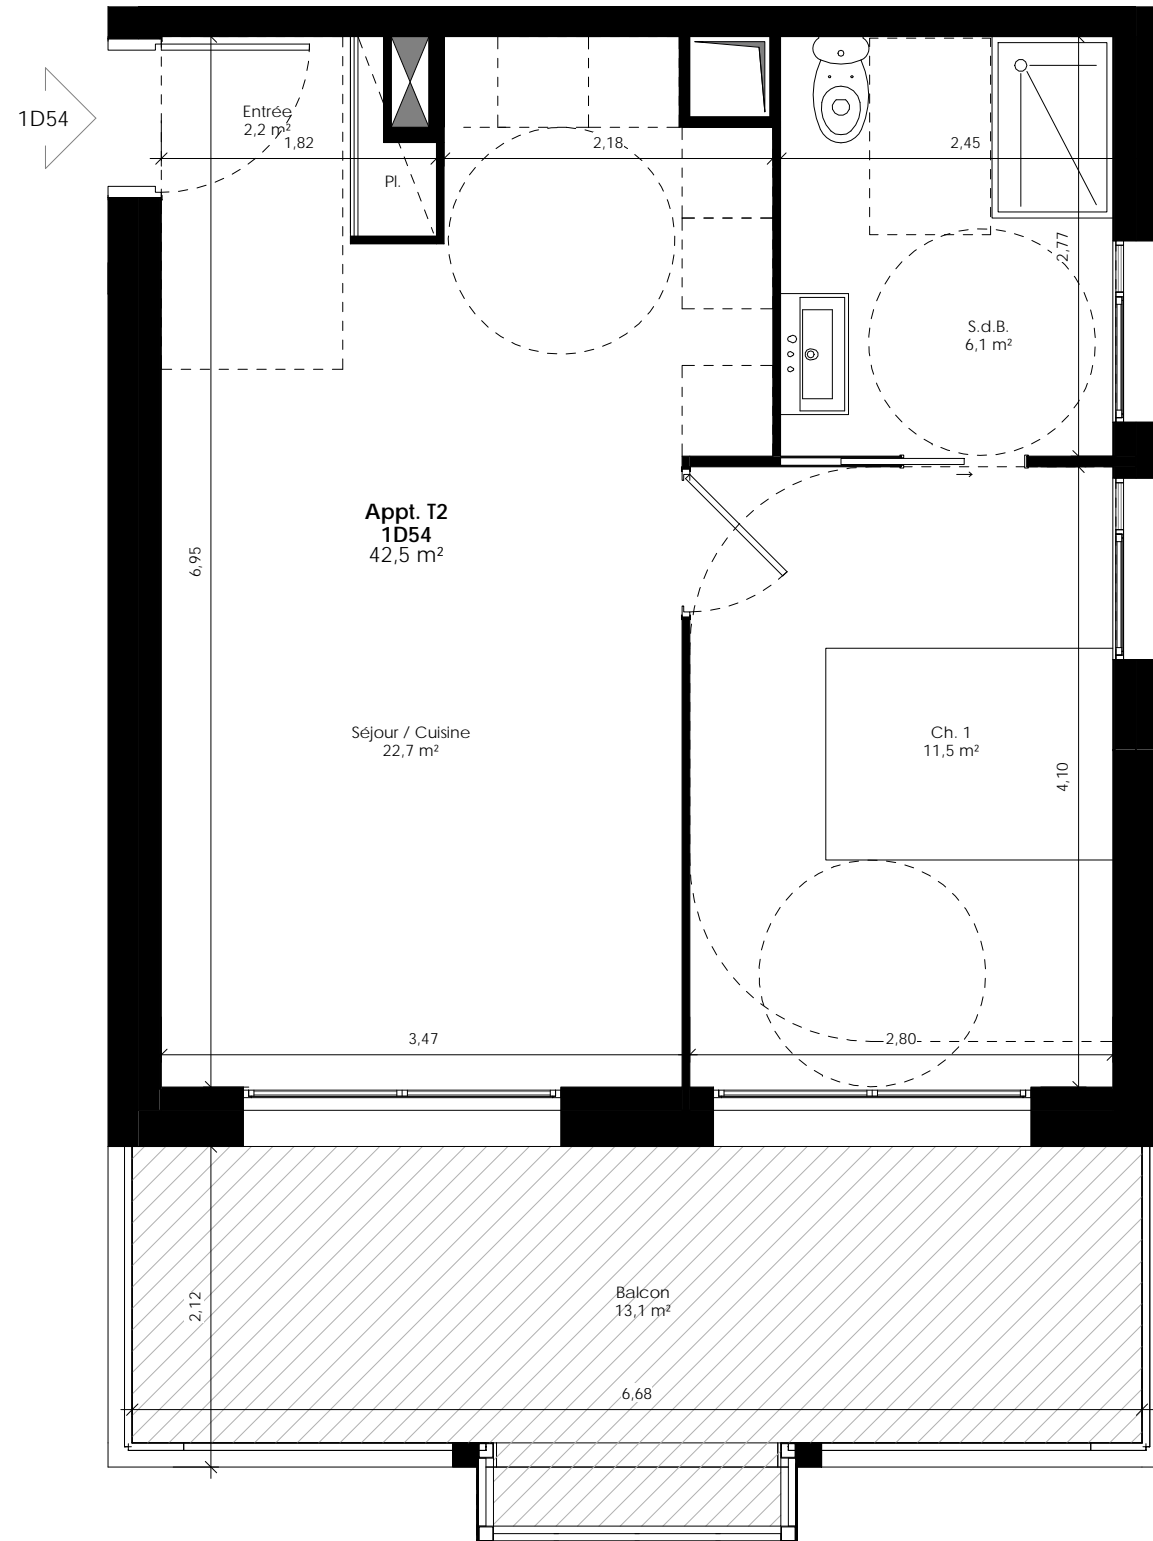 1D54
Entrée
2,2 m²
1,82
2,18
2,45
Pl.
2,77
S.d.B.
6,1 m²
Appt. T2
1D54
42,5 m²
6,95
Séjour / Cuisine
22,7 m²
Ch. 1
11,5 m²
4,10
3,47
2,80
Balcon
13,1 m²
2,12
6,68